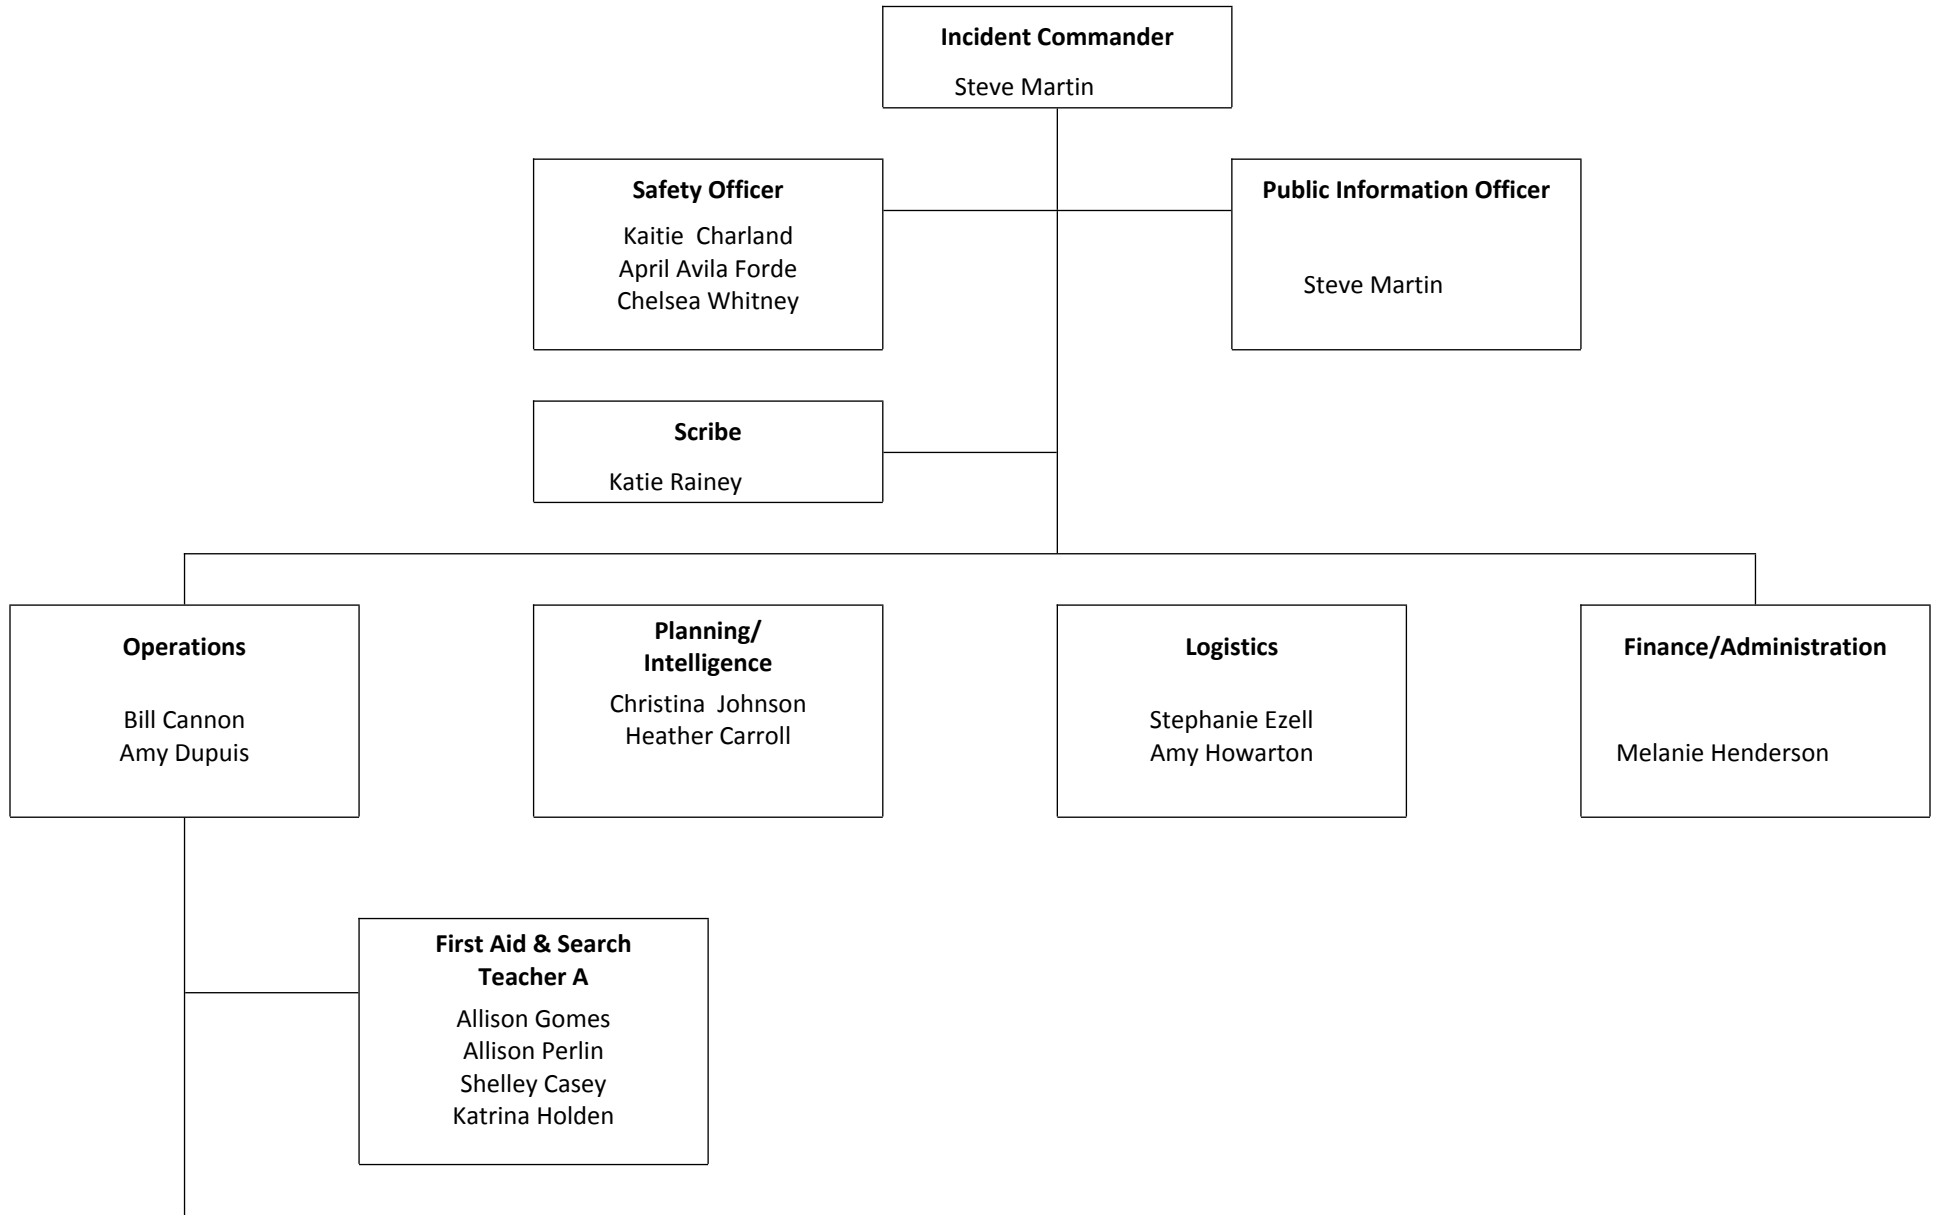 Incident Commander
Steve Martin
Safety Officer
Kaitie Charland
April Avila Forde
Chelsea Whitney
Public Information Officer
Steve Martin
Scribe
Katie Rainey
Operations
Bill Cannon
Amy Dupuis
Planning/
Intelligence
Christina Johnson
Heather Carroll
Logistics
Stephanie Ezell
Amy Howarton
Finance/Administration
Melanie Henderson
First Aid & Search
Teacher A
Allison Gomes
Allison Perlin
Shelley Casey
Katrina Holden